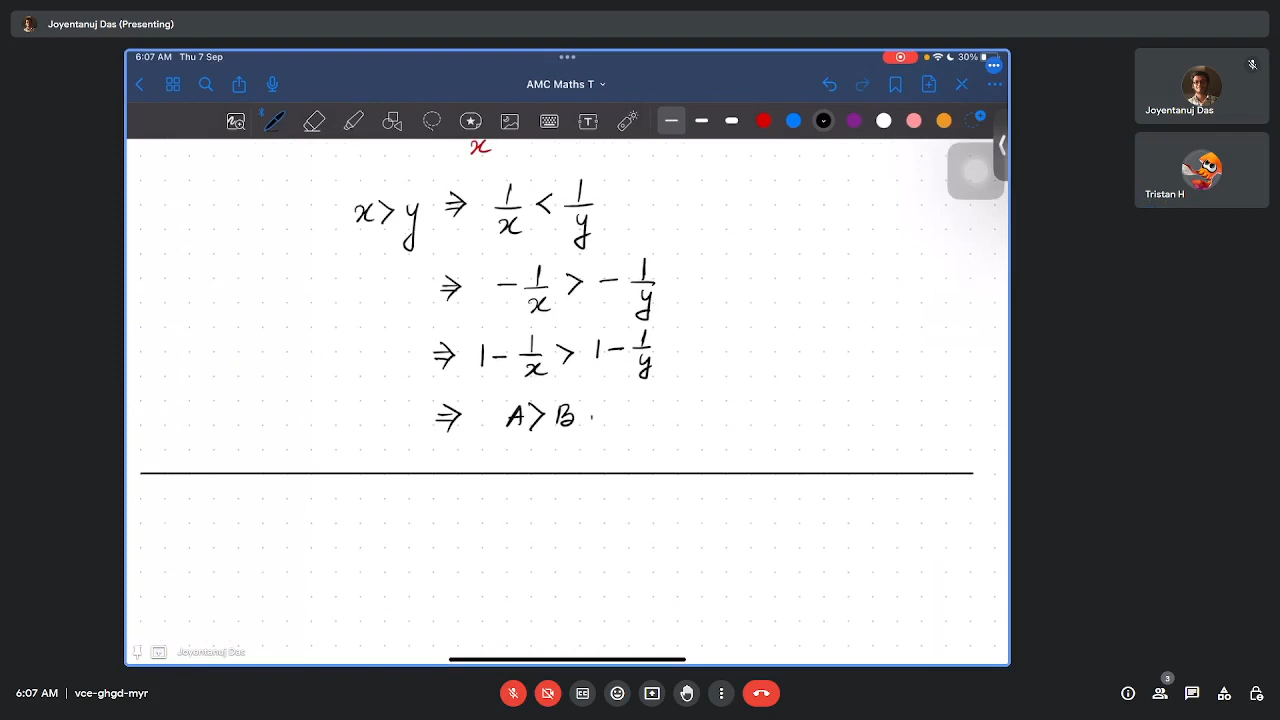 Joyentanuj Das (Presenting)
6:07 AM Thu 7 Sep
30%
AMC Maths T
x
x > y ⇒ 1/x < 1/y
⇒ - 1/x > - 1/y
⇒ 1 - 1/x > 1 - 1/y
⇒ A > B .
Joyentanuj Das
Joyentanuj Das
Tristan H
6:07 AM | vce-ghgd-myr
3